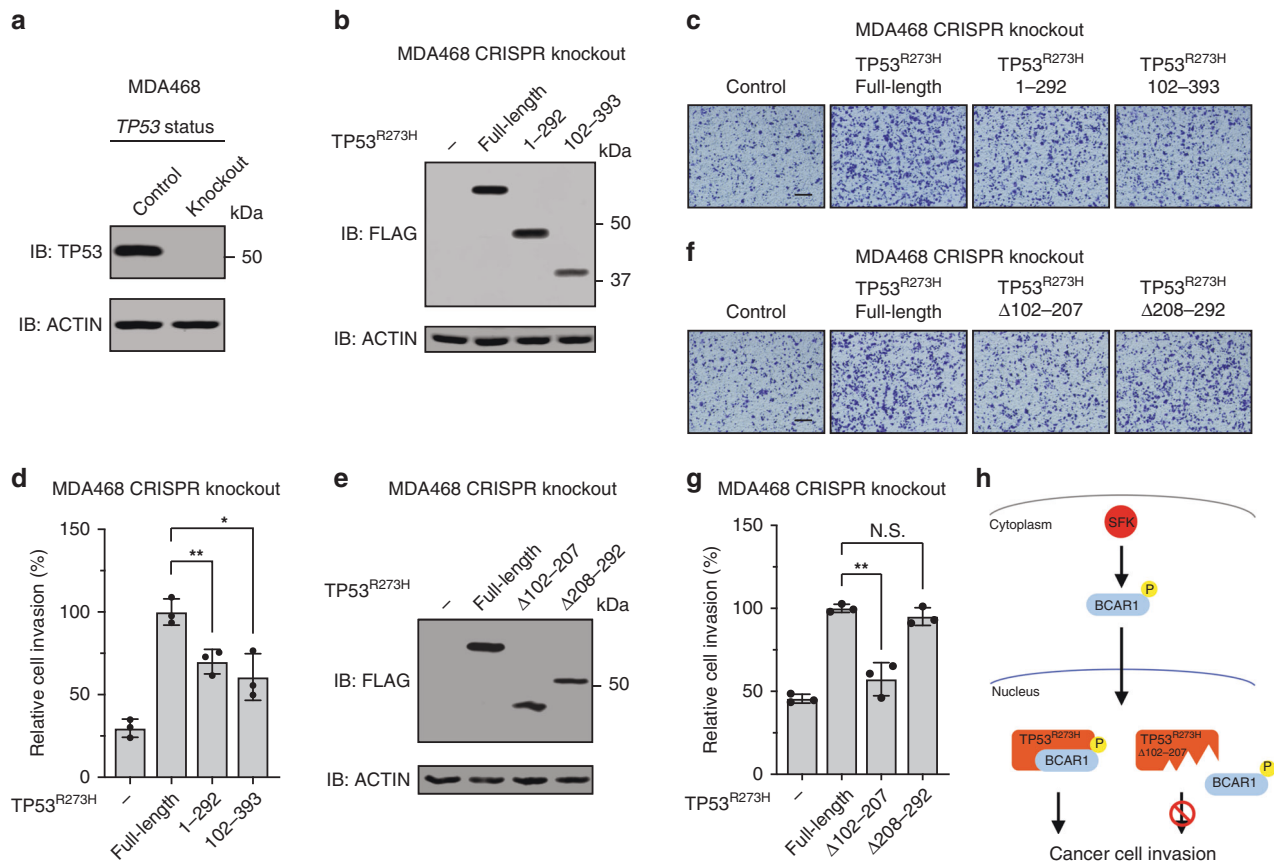 a
MDA468
TP53 status
Control
Knockout
kDa
IB: TP53
50
IB: ACTIN
b
MDA468 CRISPR knockout
TP53R273H
–
Full-length
1–292
102–393
kDa
IB: FLAG
50
37
IB: ACTIN
c
MDA468 CRISPR knockout
Control
TP53R273H
Full-length
TP53R273H
1–292
TP53R273H
102–393
f
MDA468 CRISPR knockout
Control
TP53R273H
Full-length
TP53R273H
Δ102–207
TP53R273H
Δ208–292
d
MDA468 CRISPR knockout
Relative cell invasion (%)
150
100
50
0
*
**
TP53R273H
–
Full-length
1–292
102–393
e
MDA468 CRISPR knockout
TP53R273H
–
Full-length
Δ102–207
Δ208–292
kDa
IB: FLAG
50
IB: ACTIN
g
MDA468 CRISPR knockout
Relative cell invasion (%)
150
100
50
0
N.S.
**
TP53R273H
–
Full-length
Δ102–207
Δ208–292
h
Cytoplasm
SFK
P
BCAR1
Nucleus
TP53R273H
P
BCAR1
TP53R273H
Δ102–207
P
BCAR1
Cancer cell invasion